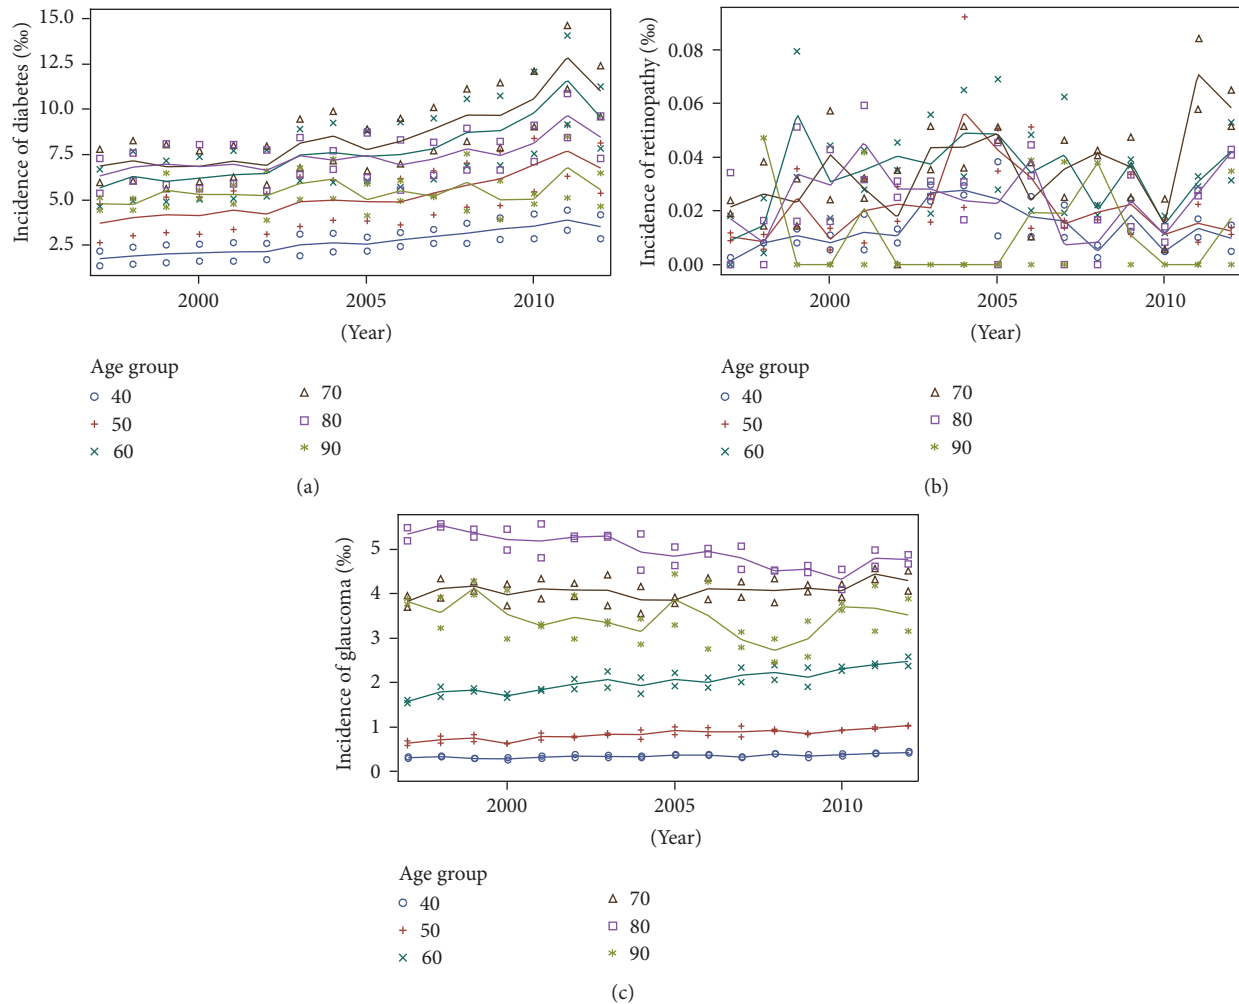 Incidence of diabetes (‰)
15.0
12.5
10.0
7.5
5.0
2.5
2000 2005 2010
(Year)
Age group
40
50
60
70
80
90
(a)
Incidence of retinopathy (‰)
0.08
0.06
0.04
0.02
0.00
2000 2005 2010
(Year)
Age group
40
50
60
70
80
90
(b)
Incidence of glaucoma (‰)
5
4
3
2
1
0
2000 2005 2010
(Year)
Age group
40
50
60
70
80
90
(c)